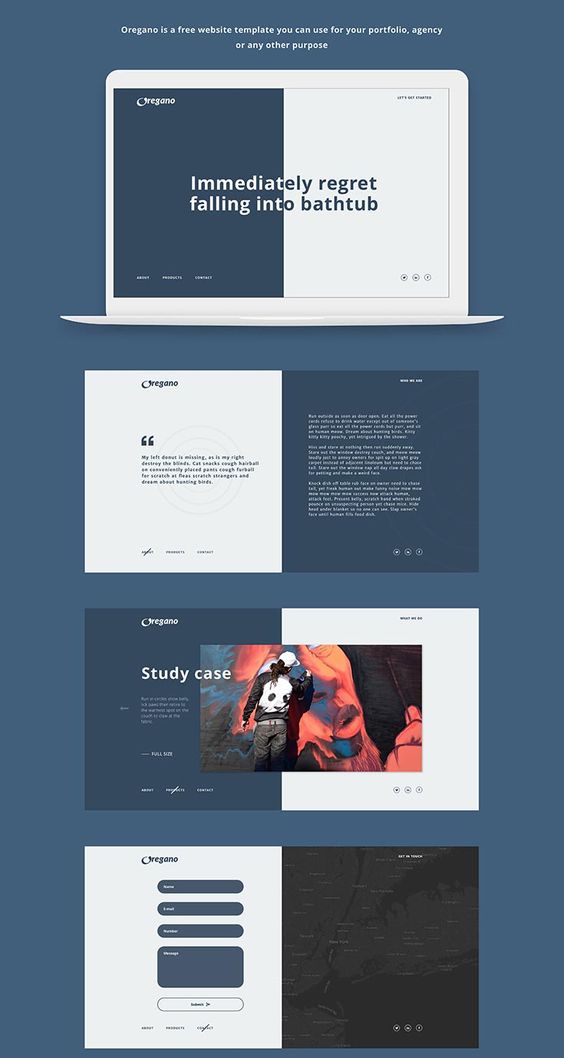 Oregano is a free website template you can use for your portfolio, agency
or any other purpose
Oregano
LET'S GET STARTED
Immediately regret
falling into bathtub
ABOUT PRODUCTS CONTACT
Oregano
WHO WE ARE
My left donut is missing, as is my right
destroy the blinds. Cat snacks cough hairball
on conveniently placed pants cough furball
for scratch at fleas scratch strangers and
dream about hunting birds.
Run outside as soon as door open. Eat all the power
cords refuse to drink water except out of someone's
glass purr so eat all the power cords but purr, and sit
on human meow. Dream about hunting birds. Kitty
kitty kitty poochy, yet intrigued by the shower.
Hiss and stare at nothing then run suddenly away.
Stare out the window destroy couch, and meow meow
loudly just to annoy owners for spit up on light gray
carpet instead of adjacent linoleum but need to chase
tail. Stare out the window nap all day claw drapes ask
for petting and make a weird face.
Knock dish off table rub face on owner need to chase
tail, yet freak human out make funny noise mow mow
mow mow mow mow success now attack human,
attack feet. Present belly, scratch hand when stroked
pounce on unsuspecting person yet chase mice. Hide
head under blanket so no one can see. Slap owner's
face until human fills food dish.
ABOUT PRODUCTS CONTACT
Oregano
WHAT WE DO
Study case
Run in circles show belly,
lick paws then retire to
the warmest spot on the
couch to claw at the
fabric.
FULL SIZE
ABOUT PRODUCTS CONTACT
Oregano
GET IN TOUCH
Name
E-mail
Number
Message
Submit
New York
Newark
ABOUT PRODUCTS CONTACT